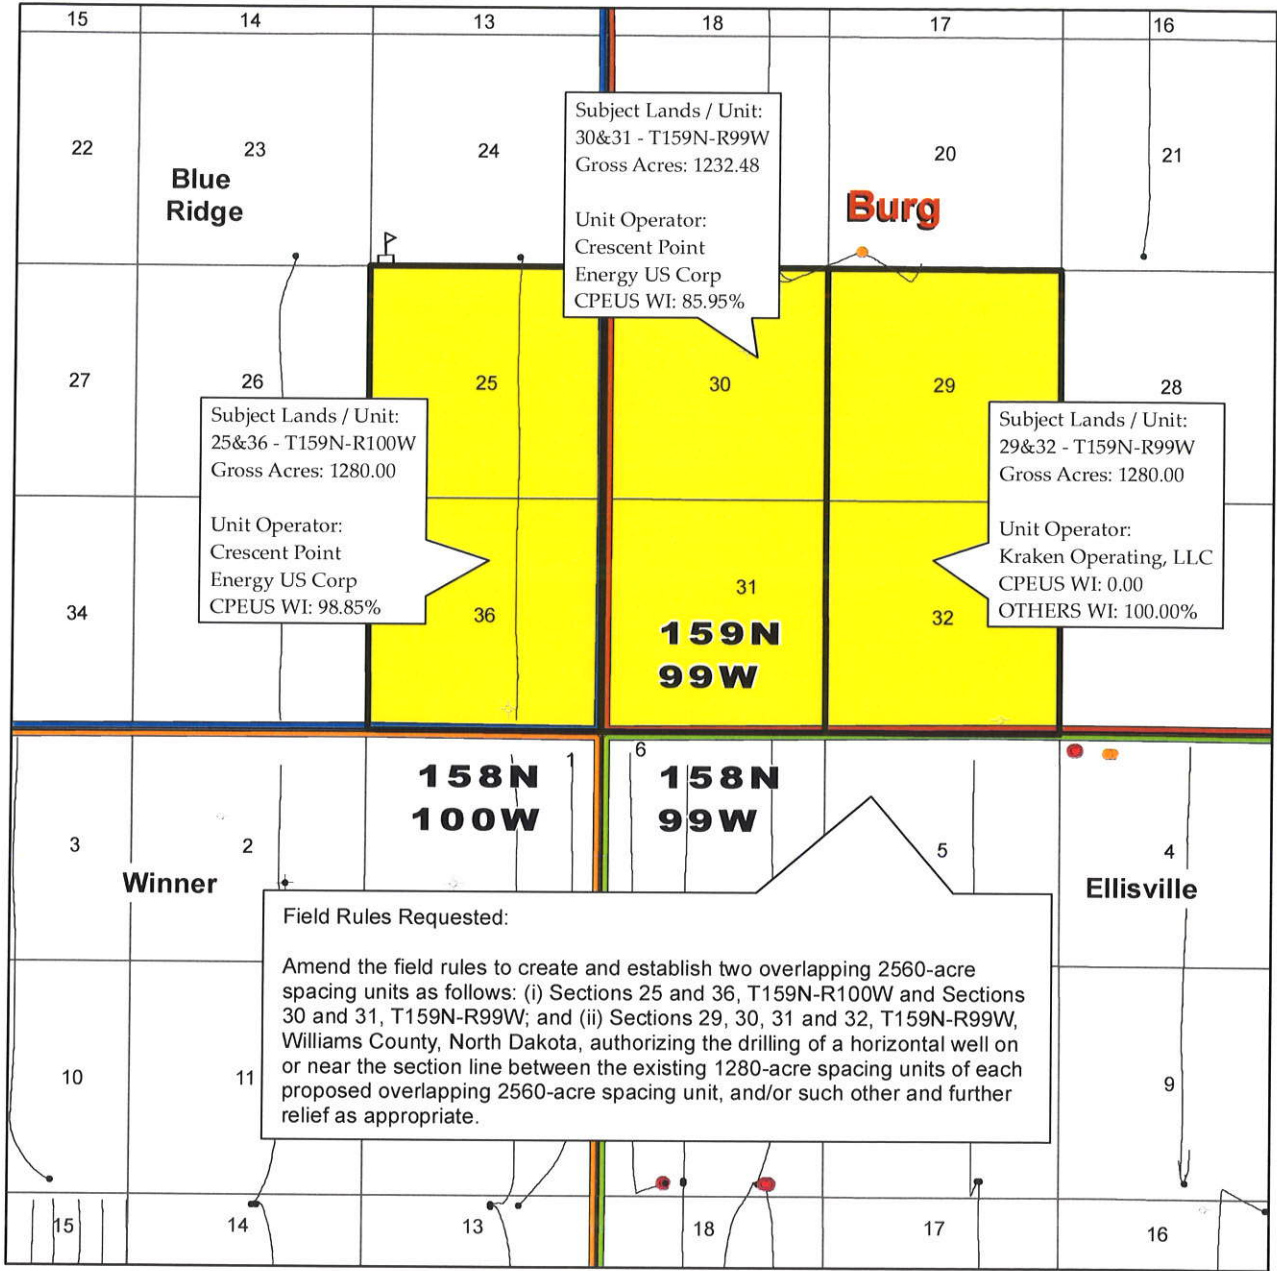 15
14
13
18
17
16
22
23
24
20
21
Blue
Ridge
Burg
Subject Lands / Unit:
30&31 - T159N-R99W
Gross Acres: 1232.48
Unit Operator:
Crescent Point
Energy US Corp
CPEUS WI: 85.95%
27
26
25
30
29
28
Subject Lands / Unit:
25&36 - T159N-R100W
Gross Acres: 1280.00
Unit Operator:
Crescent Point
Energy US Corp
CPEUS WI: 98.85%
Subject Lands / Unit:
29&32 - T159N-R99W
Gross Acres: 1280.00
Unit Operator:
Kraken Operating, LLC
CPEUS WI: 0.00
OTHERS WI: 100.00%
34
36
31
32
159N
99W
158N
100W
1
6
158N
99W
3
2
5
4
Winner
Ellisville
Field Rules Requested:
Amend the field rules to create and establish two overlapping 2560-acre
spacing units as follows: (i) Sections 25 and 36, T159N-R100W and Sections
30 and 31, T159N-R99W; and (ii) Sections 29, 30, 31 and 32, T159N-R99W,
Williams County, North Dakota, authorizing the drilling of a horizontal well on
or near the section line between the existing 1280-acre spacing units of each
proposed overlapping 2560-acre spacing unit, and/or such other and further
relief as appropriate.
10
11
9
15
14
13
18
17
16